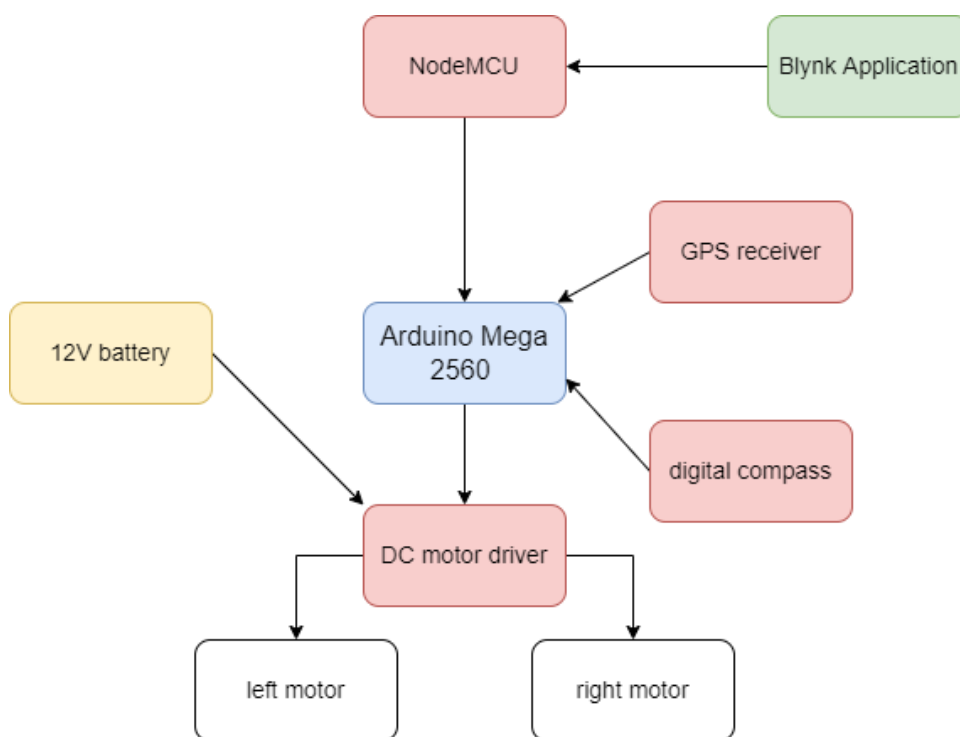 NodeMCU
Blynk Application
GPS receiver
Arduino Mega
2560
12V battery
digital compass
DC motor driver
left motor
right motor